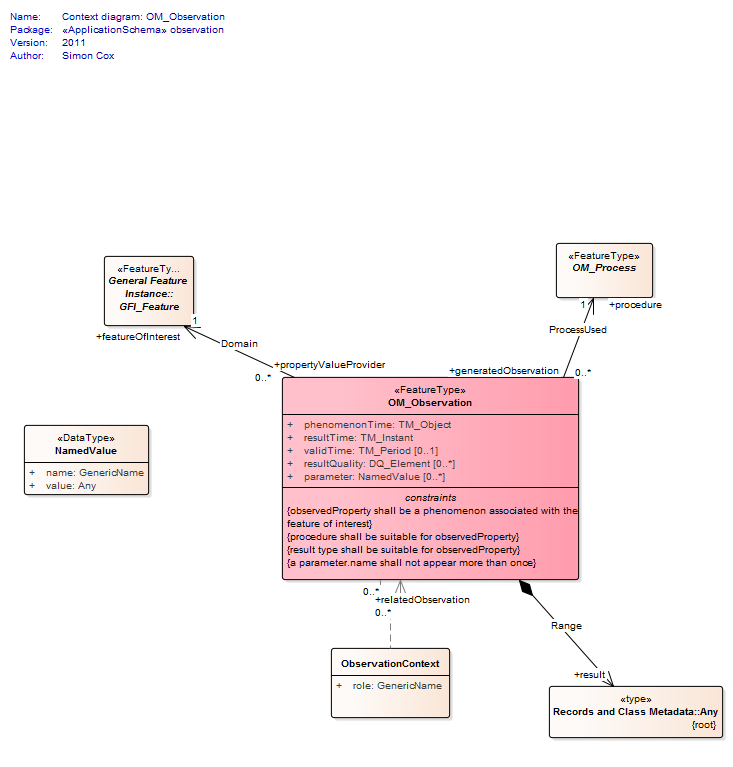 Name: Context diagram: OM_Observation
Package: «ApplicationSchema» observation
Version: 2011
Author: Simon Cox
«FeatureType»
OM_Process
1
+procedure
ProcessUsed
«FeatureTy...
General Feature
Instance::
GFI_Feature
1
+featureOfInterest
Domain
+propertyValueProvider
0..*
+generatedObservation
0..*
«FeatureType»
OM_Observation
+ phenomenonTime: TM_Object
+ resultTime: TM_Instant
+ validTime: TM_Period [0..1]
+ resultQuality: DQ_Element [0..*]
+ parameter: NamedValue [0..*]
constraints
{observedProperty shall be a phenomenon associated with the
feature of interest}
{procedure shall be suitable for observedProperty}
{result type shall be suitable for observedProperty}
{a parameter.name shall not appear more than once}
«DataType»
NamedValue
+ name: GenericName
+ value: Any
0..*
+relatedObservation
0..*
Range
+result
ObservationContext
+ role: GenericName
«type»
Records and Class Metadata::Any
{root}